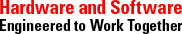 Hardware and Software
Engineered to Work Together